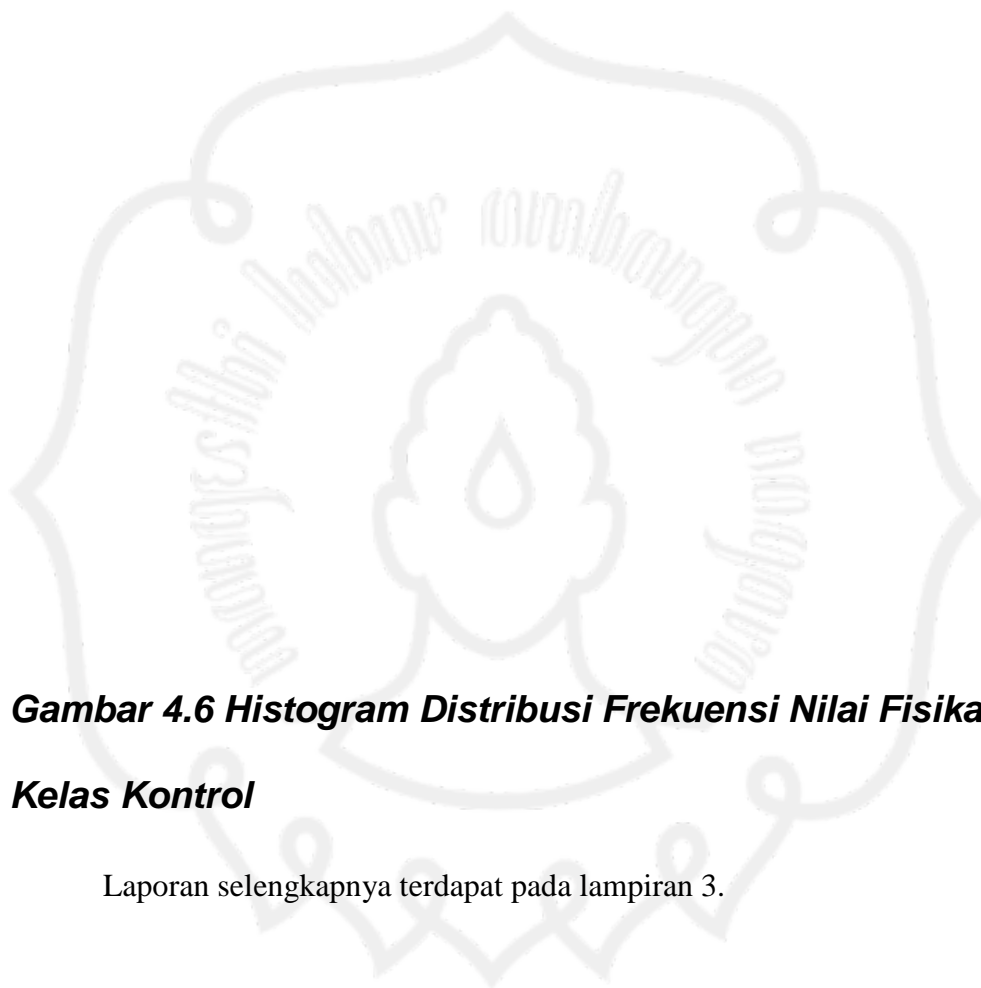 Gambar 4.6 Histogram Distribusi Frekuensi Nilai Fisika
Kelas Kontrol
Laporan selengkapnya terdapat pada lampiran 3.